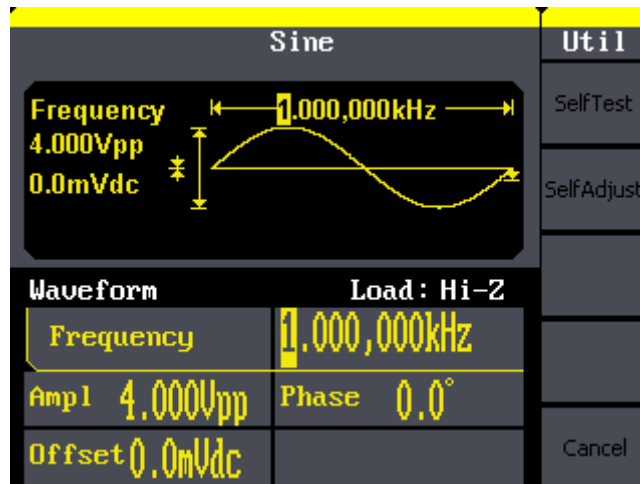 Sine
Util
Frequency 1.000,000kHz
4.000Vpp
0.0mVdc
SelfTest
SelfAdjust
Waveform Load: Hi-Z
Frequency 1.000,000kHz
Ampl 4.000Vpp Phase 0.0°
Offset 0.0mVdc
Cancel